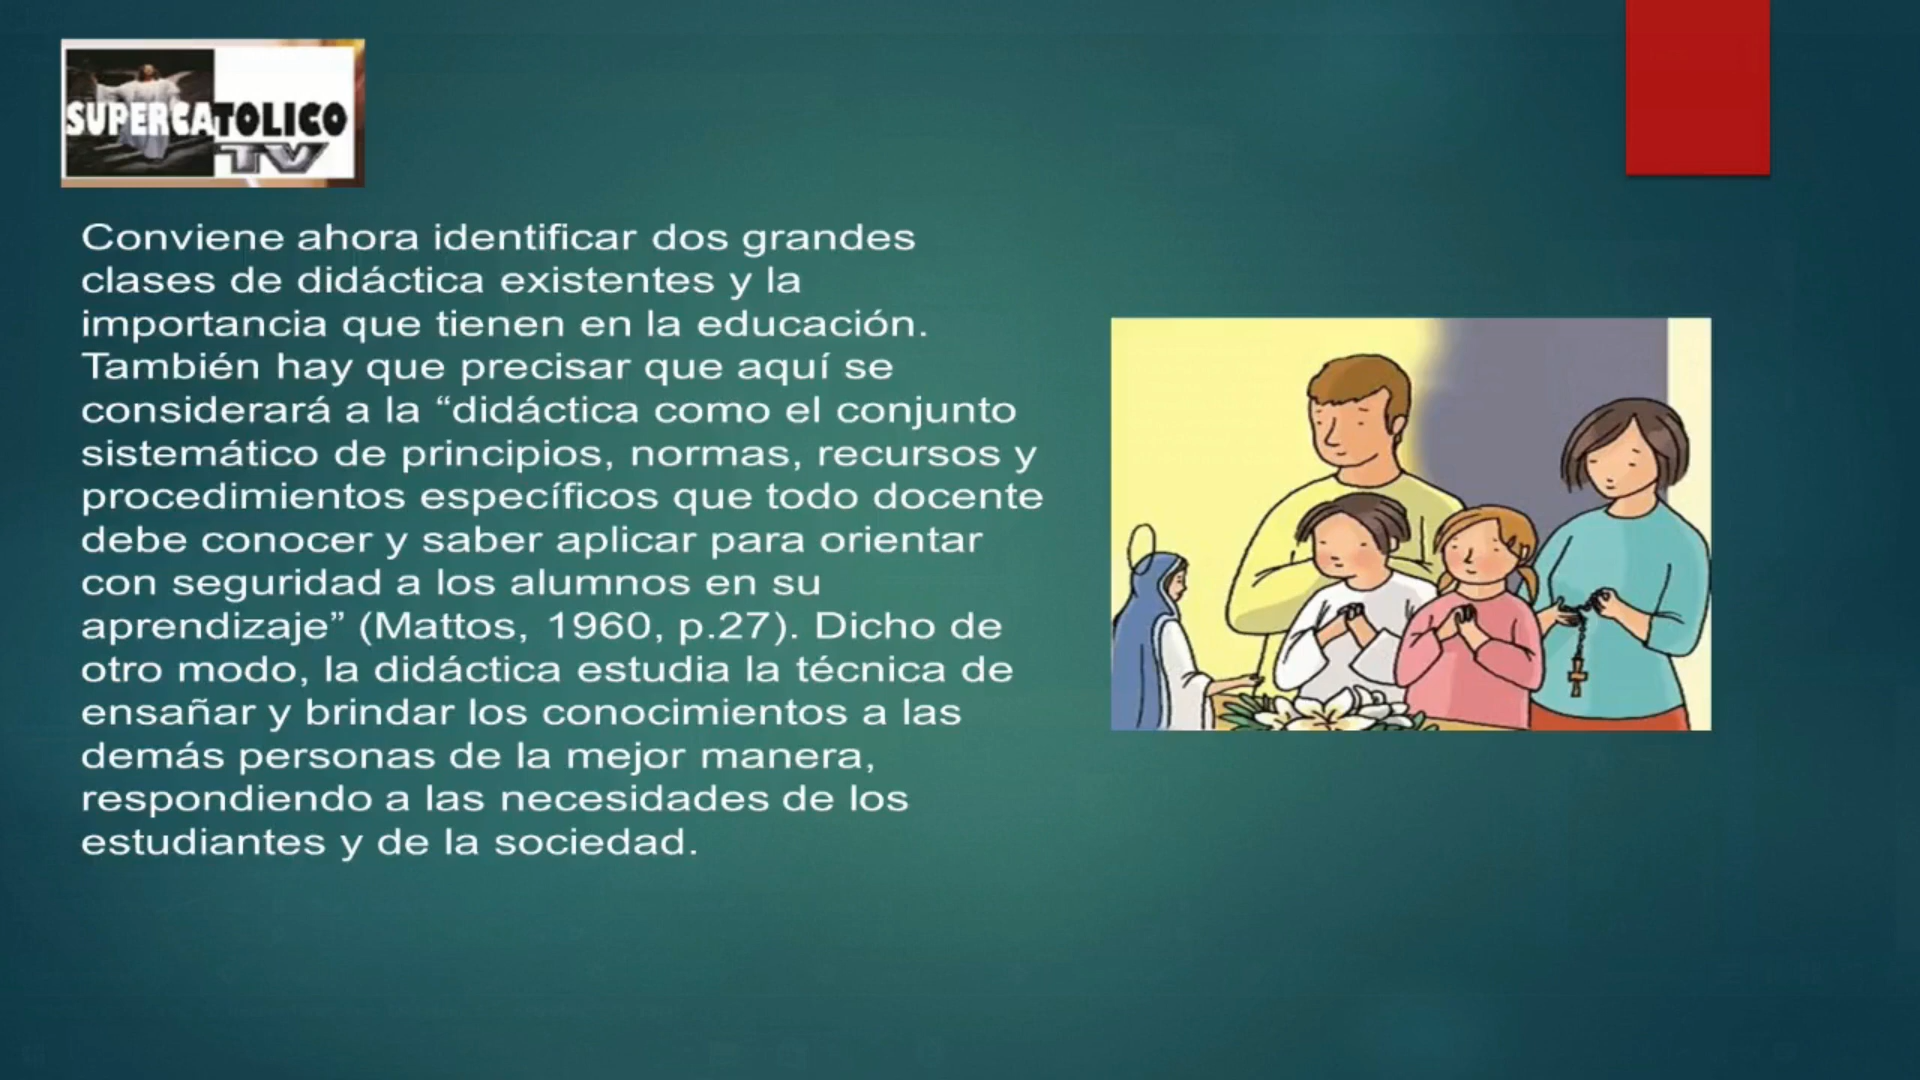 SUPERCATOLICO
TV
Conviene ahora identificar dos grandes
clases de didáctica existentes y la
importancia que tienen en la educación.
También hay que precisar que aquí se
considerará a la “didáctica como el conjunto
sistemático de principios, normas, recursos y
procedimientos específicos que todo docente
debe conocer y saber aplicar para orientar
con seguridad a los alumnos en su
aprendizaje” (Mattos, 1960, p.27). Dicho de
otro modo, la didáctica estudia la técnica de
ensañar y brindar los conocimientos a las
demás personas de la mejor manera,
respondiendo a las necesidades de los
estudiantes y de la sociedad.